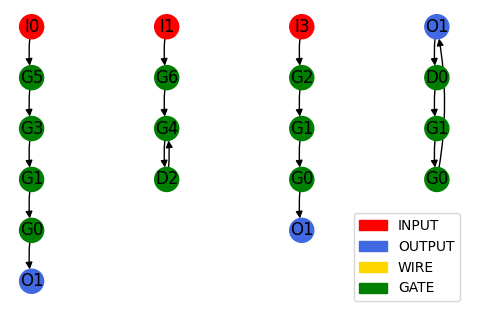 I0 I1 I3 O1
G5 G6 G2 D0
G3 G4 G1 G1
G1 D2 G0 G0
G0 O1
O1
INPUT
OUTPUT
WIRE
GATE